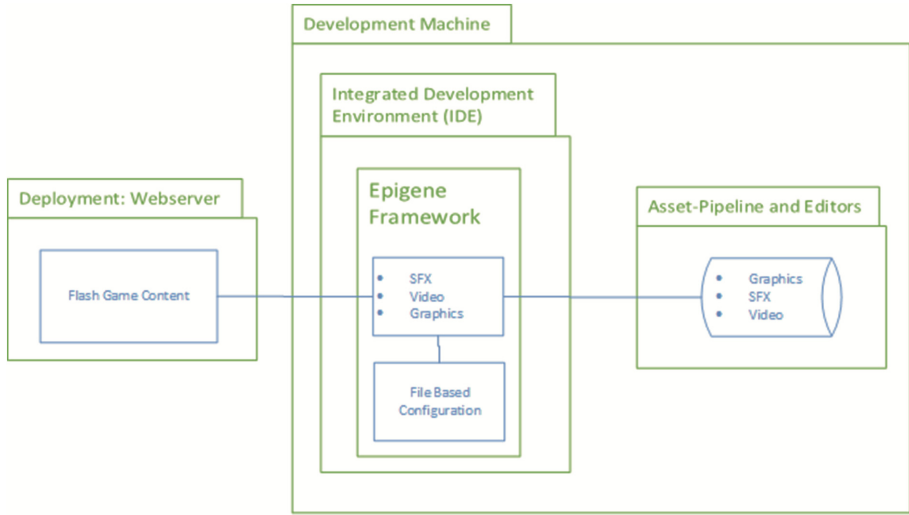 Development Machine
Integrated Development
Environment (IDE)
Epigene
Framework
Deployment: Webserver
Asset-Pipeline and Editors
Flash Game Content
• SFX
• Video
• Graphics
• Graphics
• SFX
• Video
File Based
Configuration